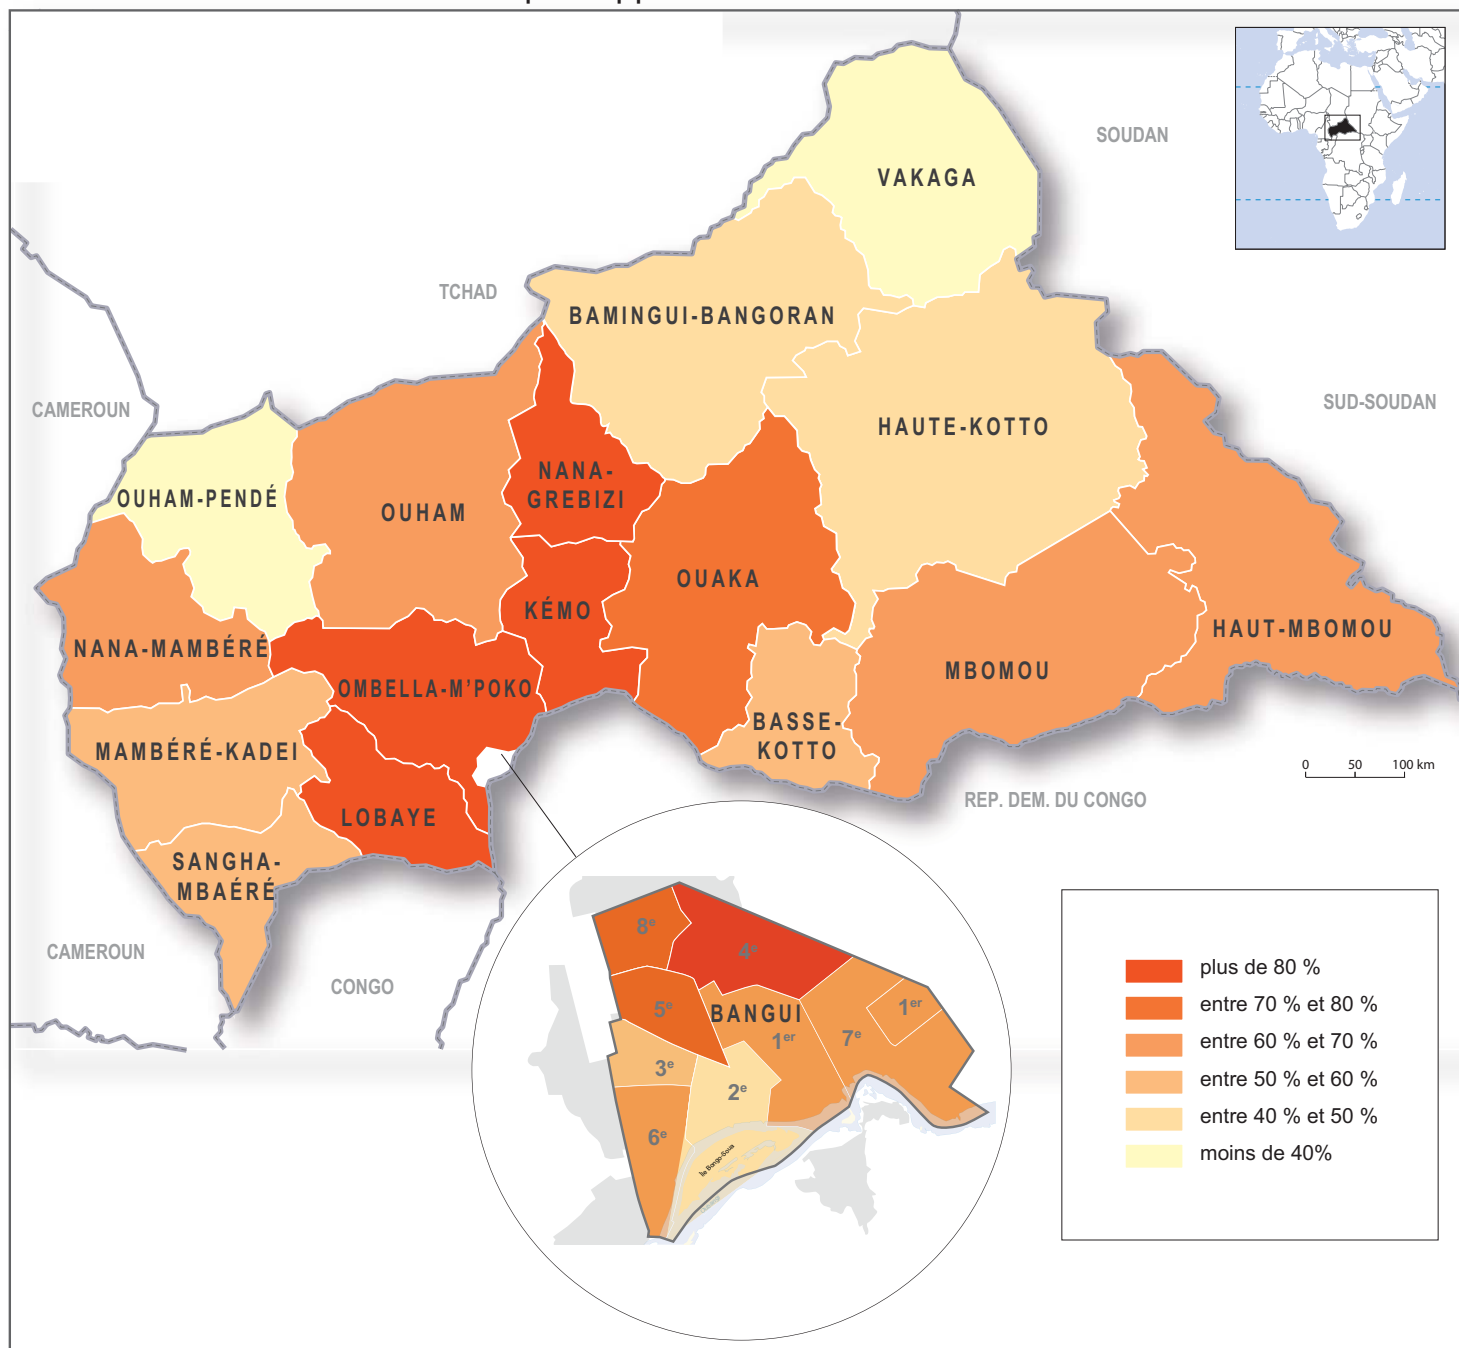 SOUDAN
VAKAGA
TCHAD
BAMINGUI-BANGORAN
CAMEROUN
SUD-SOUDAN
HAUTE-KOTTO
NANA-
GREBIZI
OUHAM-PENDÉ
OUHAM
OUAKA
KÉMO
HAUT-MBOMOU
NANA-MAMBÉRÉ
MBOMOU
OMBELLA-M'POKO
BASSE-
KOTTO
MAMBÉRÉ-KADEI
0 50 100 km
REP. DEM. DU CONGO
LOBAYE
SANGHA-
MBAÉRÉ
CAMEROUN
CONGO
8e
4e
5e
BANGUI
1er
1er
7e
3e
2e
6e
Île Bongo-Soua
plus de 80 %
entre 70 % et 80 %
entre 60 % et 70 %
entre 50 % et 60 %
entre 40 % et 50 %
moins de 40%